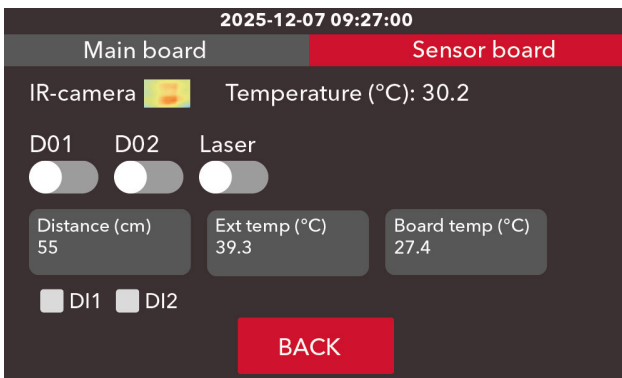 2025-12-07 09:27:00
Main board Sensor board
IR-camera Temperature (°C): 30.2
D01 D02 Laser
Distance (cm) Ext temp (°C) Board temp (°C)
55 39.3 27.4
DI1 DI2
BACK